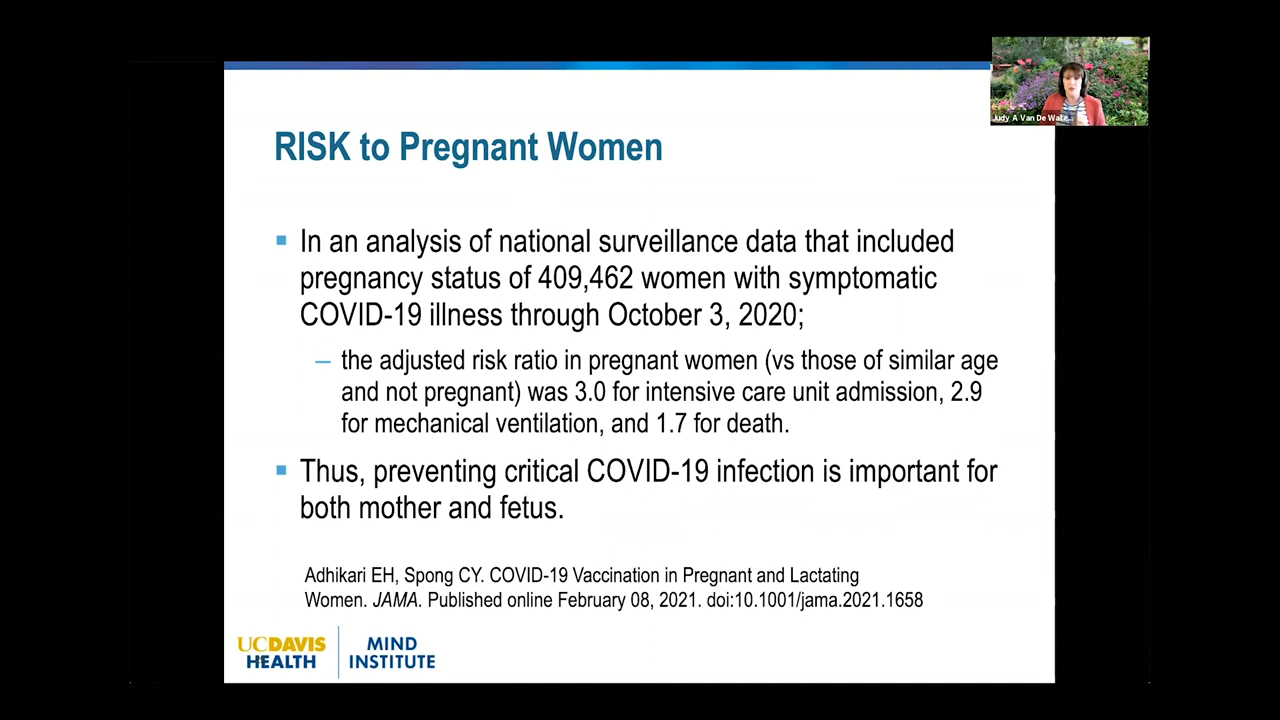 Judy A Van De Wate...
RISK to Pregnant Women
In an analysis of national surveillance data that included
pregnancy status of 409,462 women with symptomatic
COVID-19 illness through October 3, 2020;
– the adjusted risk ratio in pregnant women (vs those of similar age
and not pregnant) was 3.0 for intensive care unit admission, 2.9
for mechanical ventilation, and 1.7 for death.
Thus, preventing critical COVID-19 infection is important for
both mother and fetus.
Adhikari EH, Spong CY. COVID-19 Vaccination in Pregnant and Lactating
Women. JAMA. Published online February 08, 2021. doi:10.1001/jama.2021.1658
UCDAVIS
HEALTH
MIND
INSTITUTE